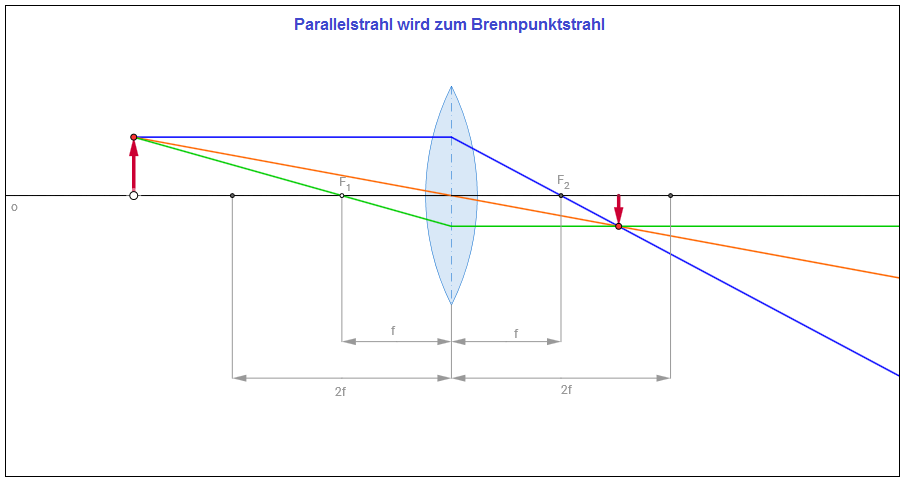 Parallelstrahl wird zum Brennpunktstrahl
F1
F2
o
f
f
2f
2f